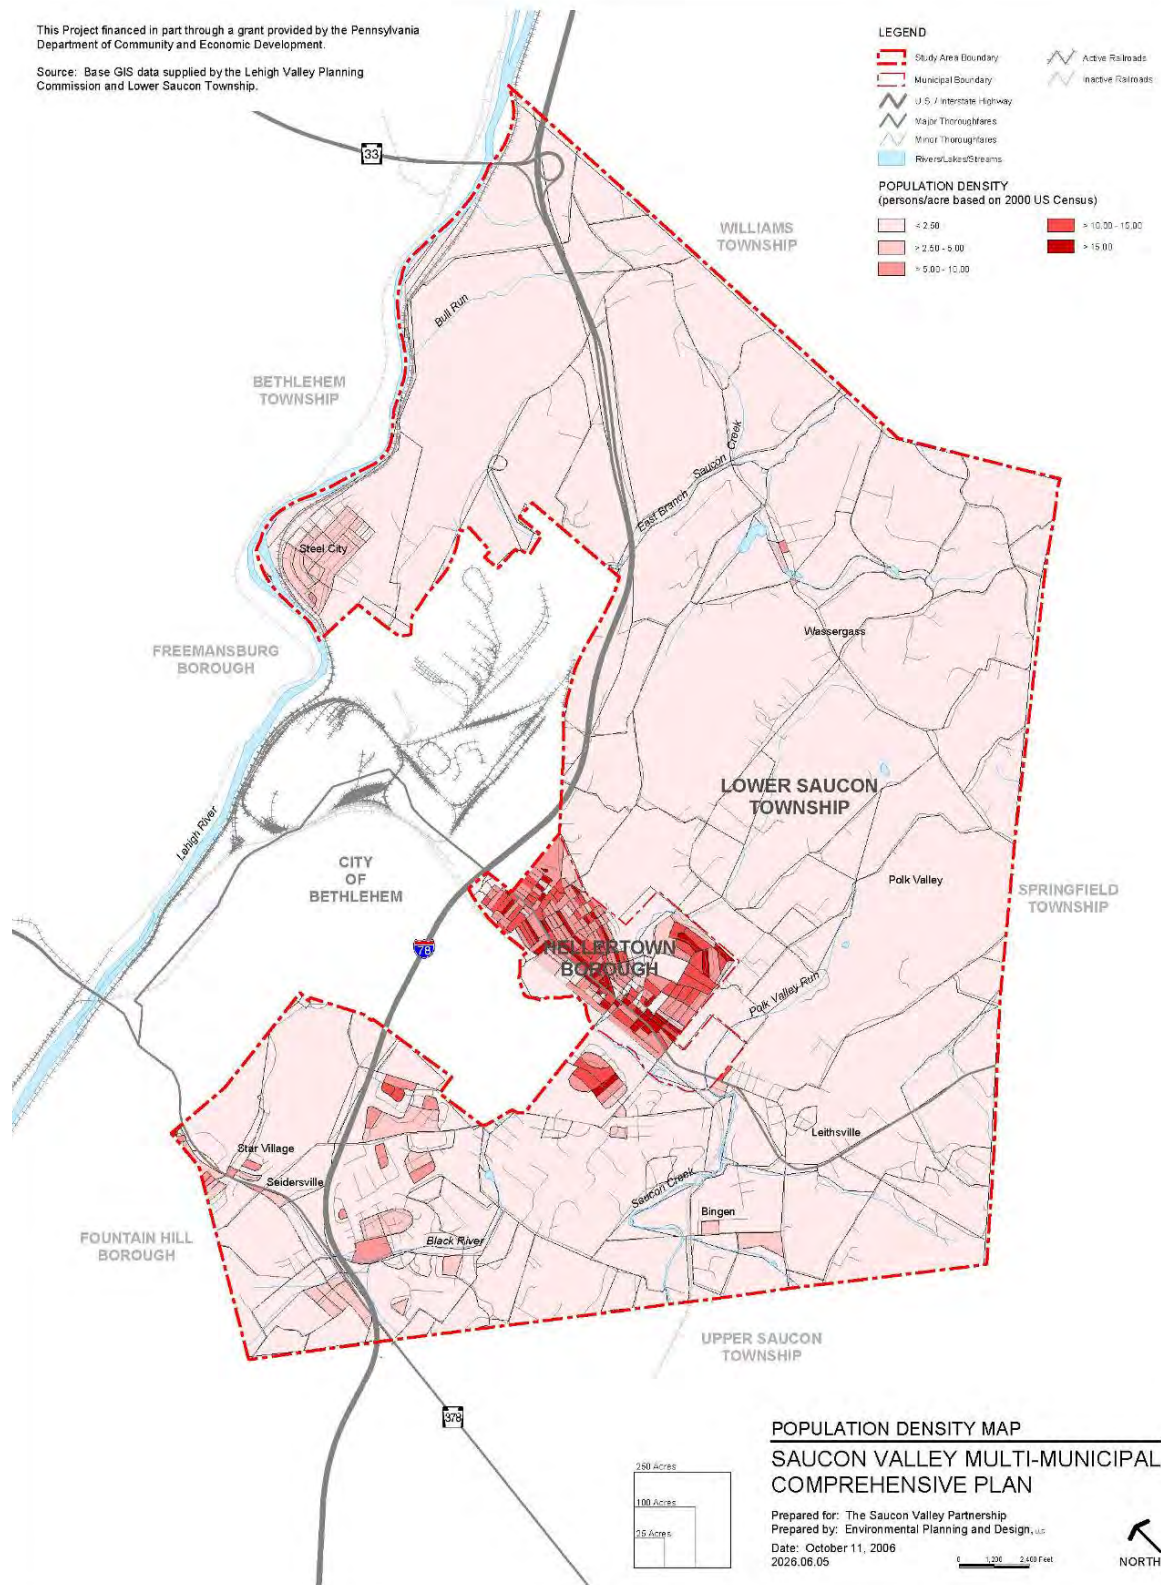 This Project financed in part through a grant provided by the Pennsylvania
Department of Community and Economic Development.
Source: Base GIS data supplied by the Lehigh Valley Planning
Commission and Lower Saucon Township.
LEGEND
Study Area Boundary
Municipal Boundary
U.S. / Interstate Highway
Major Thoroughfares
Minor Thoroughfares
Rivers/Lakes/Streams
Active Railroads
Inactive Railroads
POPULATION DENSITY
(persons/acre based on 2000 US Census)
< 2.50
> 2.50 - 5.00
> 5.00 - 10.00
> 10.00 - 15.00
> 15.00
33
WILLIAMS
TOWNSHIP
Bull Run
BETHLEHEM
TOWNSHIP
East Branch Saucon Creek
Steel City
Wassergass
FREEMANSBURG
BOROUGH
LOWER SAUCON
TOWNSHIP
Lehigh River
CITY
OF
BETHLEHEM
Polk Valley
SPRINGFIELD
TOWNSHIP
78
HELLERTOWN
BOROUGH
Polk Valley Run
Leithsville
Star Village
Seidersville
Saucon Creek
Bingen
Black River
FOUNTAIN HILL
BOROUGH
UPPER SAUCON
TOWNSHIP
378
250 Acres
100 Acres
25 Acres
POPULATION DENSITY MAP
SAUCON VALLEY MULTI-MUNICIPAL
COMPREHENSIVE PLAN
Prepared for: The Saucon Valley Partnership
Prepared by: Environmental Planning and Design, LLC
Date: October 11, 2006
2026.06.05
0 1,200 2,400 Feet
NORTH